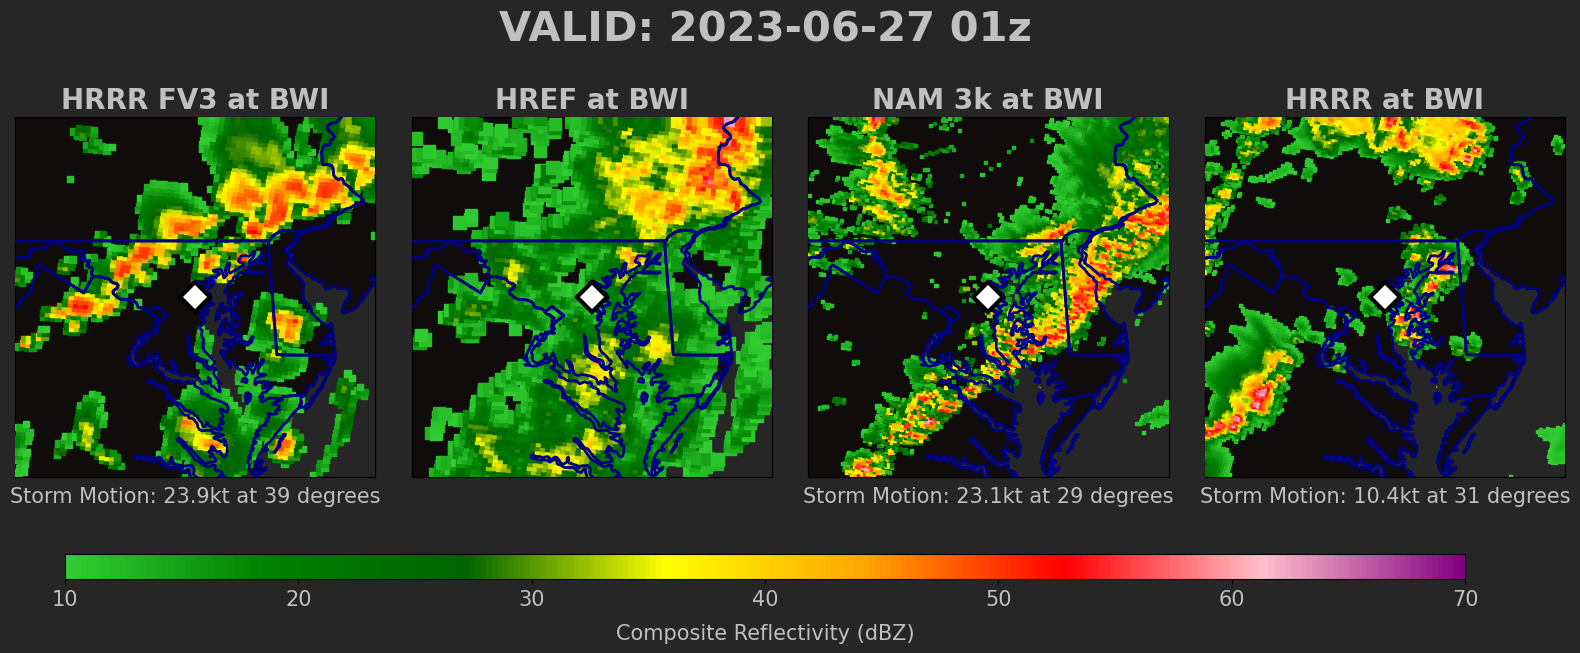 VALID: 2023-06-27 01z
HRRR FV3 at BWI
HREF at BWI
NAM 3k at BWI
HRRR at BWI
Storm Motion: 23.9kt at 39 degrees
Storm Motion: 23.1kt at 29 degrees
Storm Motion: 10.4kt at 31 degrees
10 20 30 40 50 60 70
Composite Reflectivity (dBZ)